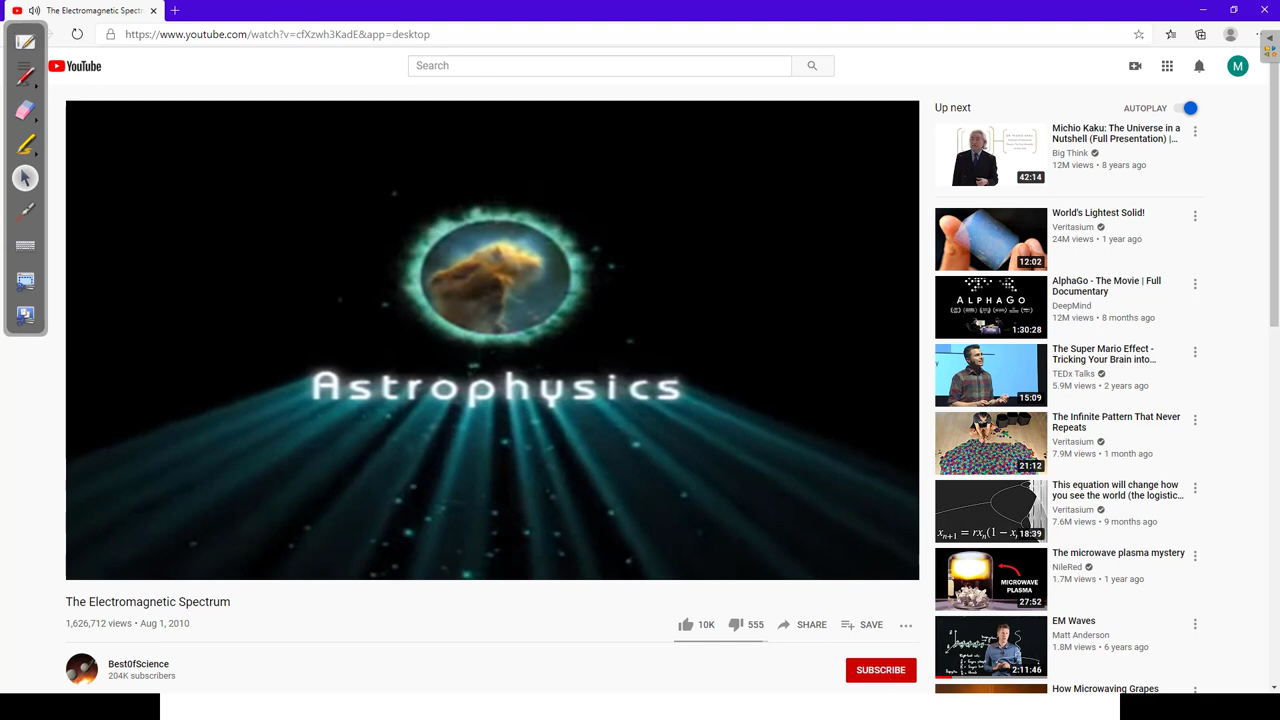 The Electromagnetic Spectr
https://www.youtube.com/watch?v=cfXzwh3KadE&app=desktop
YouTube
Search
M
Astrophysics
The Electromagnetic Spectrum
1,626,712 views • Aug 1, 2010
10K
555
SHARE
SAVE
Best0fScience
204K subscribers
SUBSCRIBE
Up next
AUTOPLAY
42:14
Michio Kaku: The Universe in a
Nutshell (Full Presentation) |...
Big Think
12M views • 8 years ago
12:02
World's Lightest Solid!
Veritasium
24M views • 1 year ago
ALPHAGO
1:30:28
AlphaGo - The Movie | Full
Documentary
DeepMind
12M views • 8 months ago
15:09
The Super Mario Effect -
Tricking Your Brain into...
TEDx Talks
5.9M views • 2 years ago
21:12
The Infinite Pattern That Never
Repeats
Veritasium
7.9M views • 1 month ago
xn+1 = rxn(1 − x
18:39
This equation will change how
you see the world (the logistic...
Veritasium
7.6M views • 9 months ago
MICROWAVE
PLASMA
27:52
The microwave plasma mystery
NileRed
1.7M views • 1 year ago
2:11:46
EM Waves
Matt Anderson
1.8M views • 6 years ago
How Microwaving Grapes